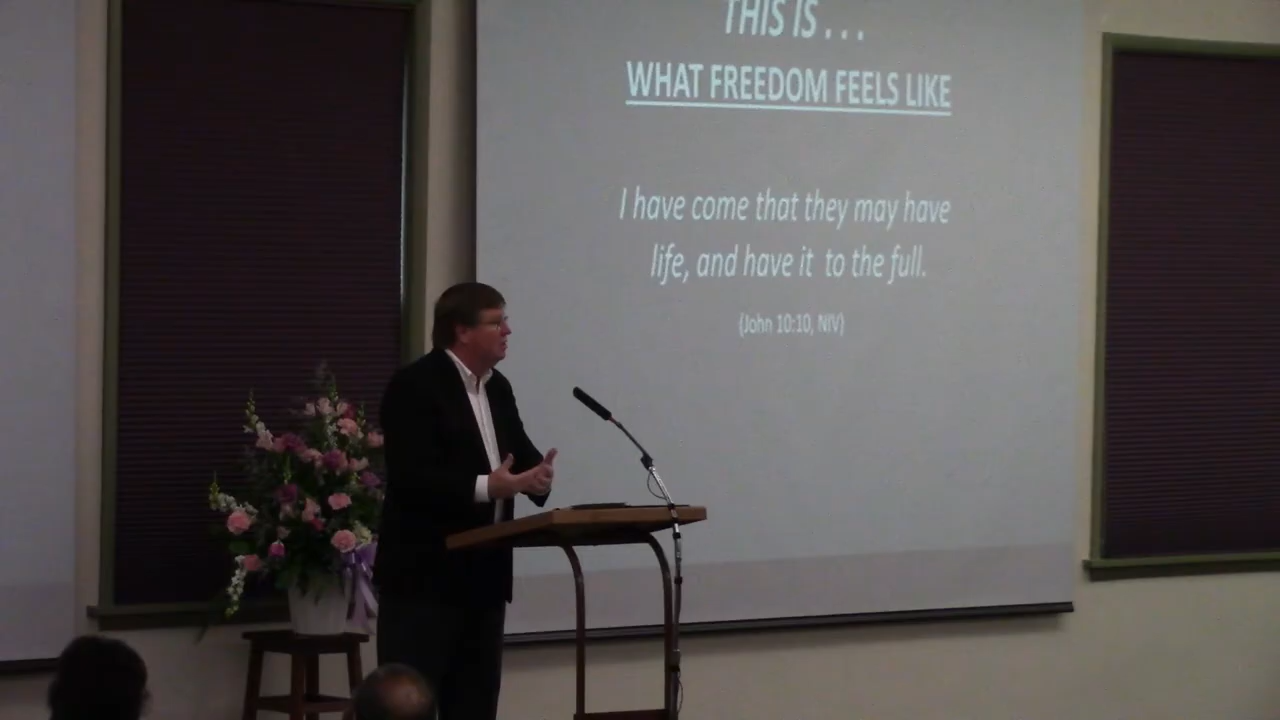 THIS IS . . .
WHAT FREEDOM FEELS LIKE
I have come that they may have
life, and have it to the full.
(John 10:10, NIV)